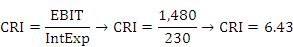 CRI = EBIT / IntExp → CRI = 1,480 / 230 → CRI = 6.43